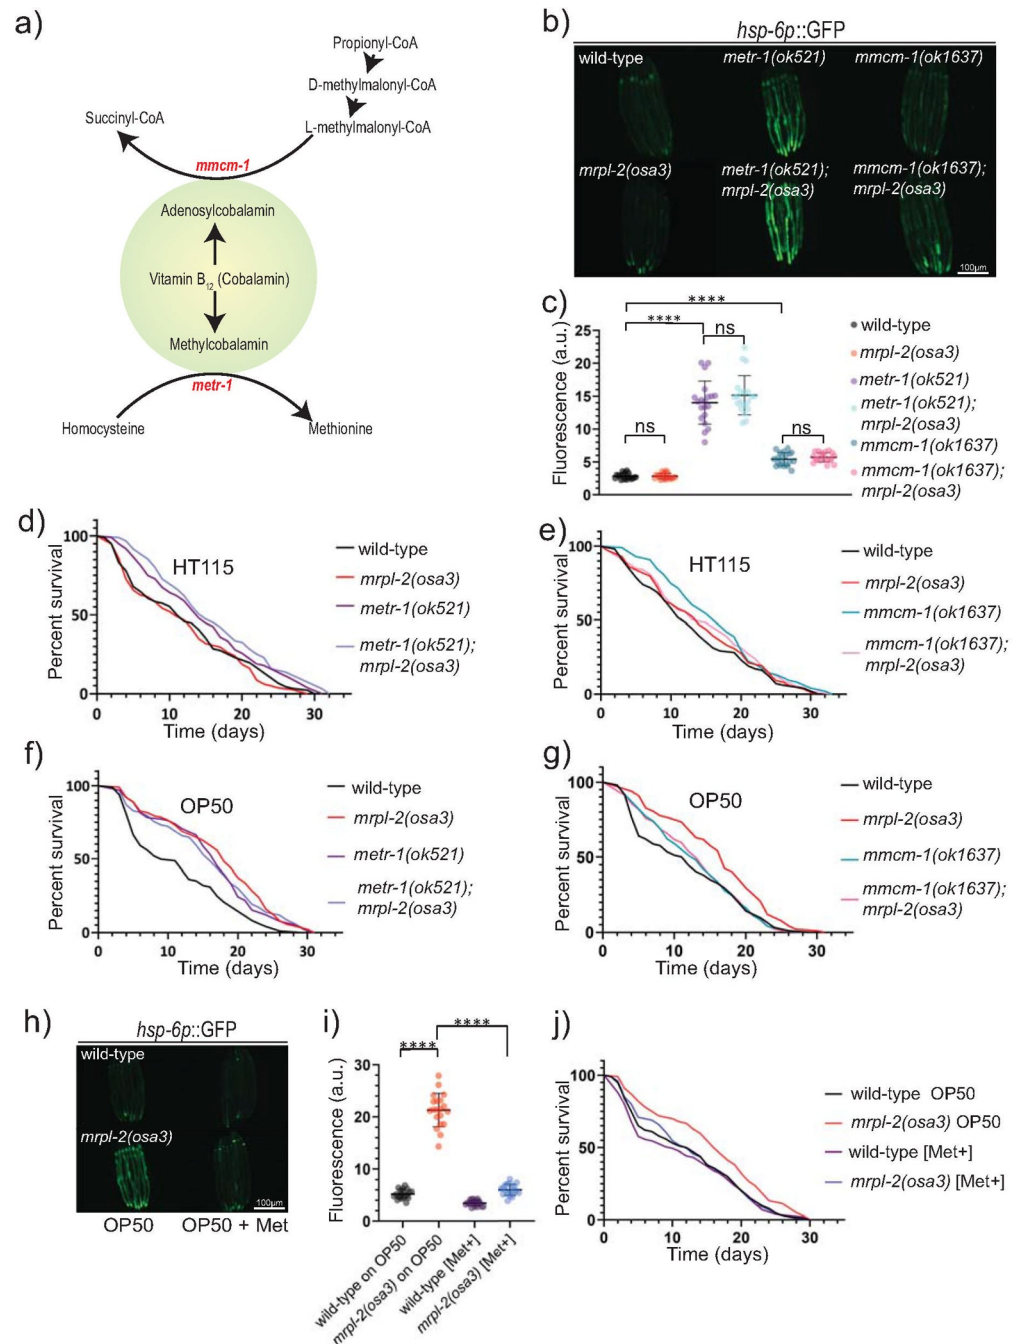 a)
Propionyl-CoA
D-methylmalonyl-CoA
L-methylmalonyl-CoA
Succinyl-CoA
mmcm-1
Adenosylcobalamin
Vitamin B12 (Cobalamin)
Methylcobalamin
metr-1
Homocysteine
Methionine
b)
hsp-6p::GFP
wild-type
metr-1(ok521)
mmcm-1(ok1637)
mrpl-2(osa3)
metr-1(ok521);
mrpl-2(osa3)
mmcm-1(ok1637);
mrpl-2(osa3)
100µm
c)
Fluorescence (a.u.)
25
20
15
10
5
0
****
****
ns
ns
ns
wild-type
mrpl-2(osa3)
metr-1(ok521)
metr-1(ok521);
mrpl-2(osa3)
mmcm-1(ok1637)
mmcm-1(ok1637);
mrpl-2(osa3)
d)
Percent survival
100
50
0
HT115
0 10 20 30
Time (days)
wild-type
mrpl-2(osa3)
metr-1(ok521)
metr-1(ok521);
mrpl-2(osa3)
e)
Percent survival
100
50
0
HT115
0 10 20 30
Time (days)
wild-type
mrpl-2(osa3)
mmcm-1(ok1637)
mmcm-1(ok1637);
mrpl-2(osa3)
f)
Percent survival
100
50
0
OP50
0 10 20 30
Time (days)
wild-type
mrpl-2(osa3)
metr-1(ok521)
metr-1(ok521);
mrpl-2(osa3)
g)
Percent survival
100
50
0
OP50
0 10 20 30
Time (days)
wild-type
mrpl-2(osa3)
mmcm-1(ok1637)
mmcm-1(ok1637);
mrpl-2(osa3)
h)
hsp-6p::GFP
wild-type
mrpl-2(osa3)
100µm
OP50
OP50 + Met
i)
Fluorescence (a.u.)
30
20
10
0
****
****
wild-type on OP50
mrpl-2(osa3) on OP50
wild-type [Met+]
mrpl-2(osa3) [Met+]
j)
Percent survival
100
50
0
0 10 20 30
Time (days)
wild-type OP50
mrpl-2(osa3) OP50
wild-type [Met+]
mrpl-2(osa3) [Met+]